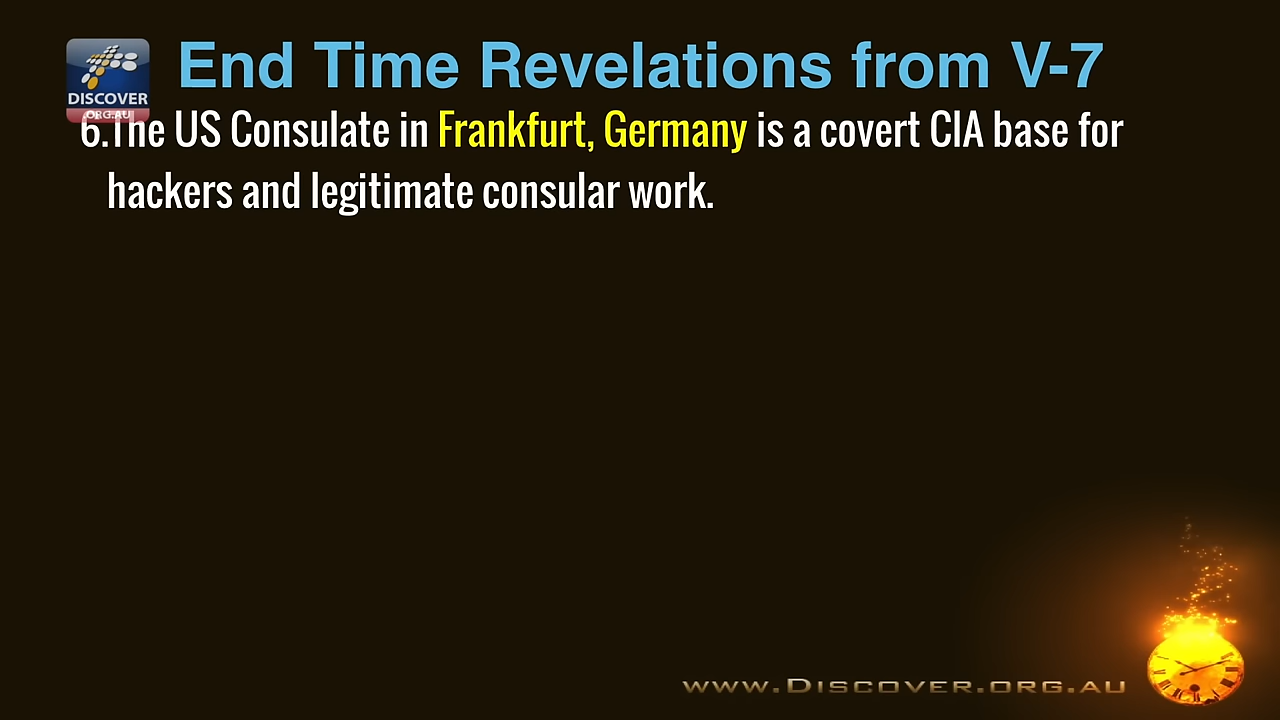 End Time Revelations from V-7
DISCOVER
.ORG.AU
6.The US Consulate in Frankfurt, Germany is a covert CIA base for
hackers and legitimate consular work.
www.Discover.org.au